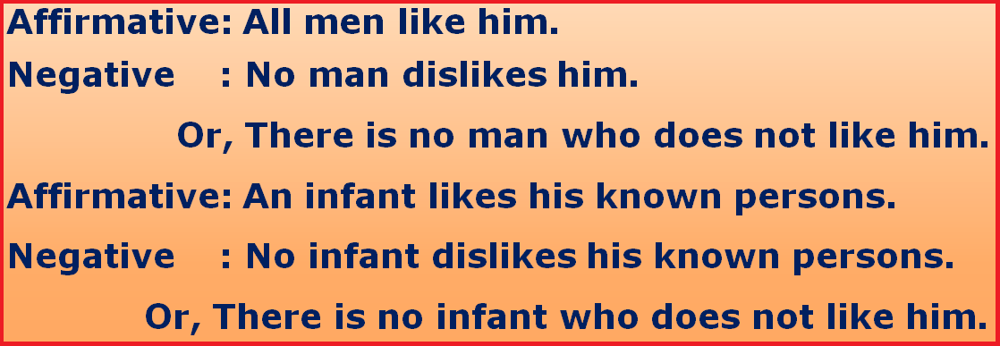 Affirmative: All men like him.
Negative : No man dislikes him.
Or, There is no man who does not like him.
Affirmative: An infant likes his known persons.
Negative : No infant dislikes his known persons.
Or, There is no infant who does not like him.